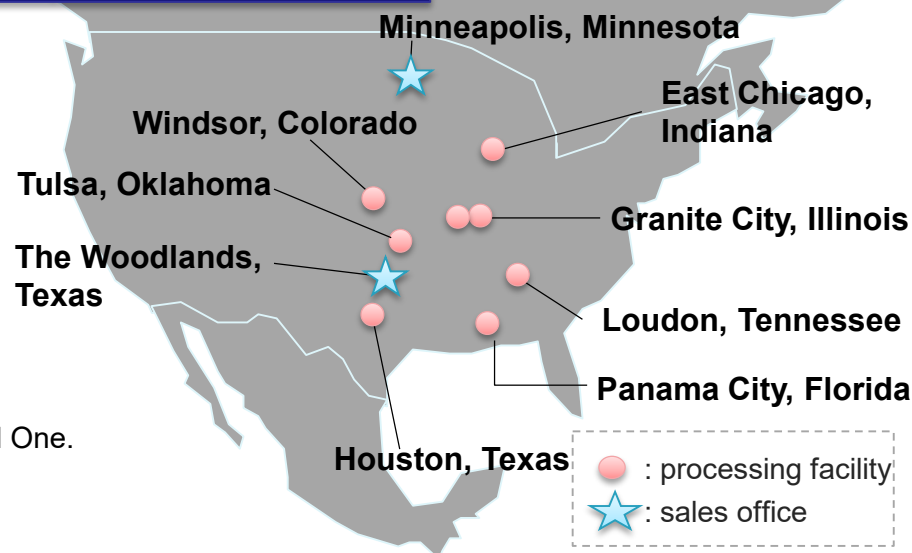 Minneapolis, Minnesota
East Chicago,
Indiana
Windsor, Colorado
Tulsa, Oklahoma
Granite City, Illinois
The Woodlands,
Texas
Loudon, Tennessee
Panama City, Florida
One.
Houston, Texas
: processing facility
: sales office